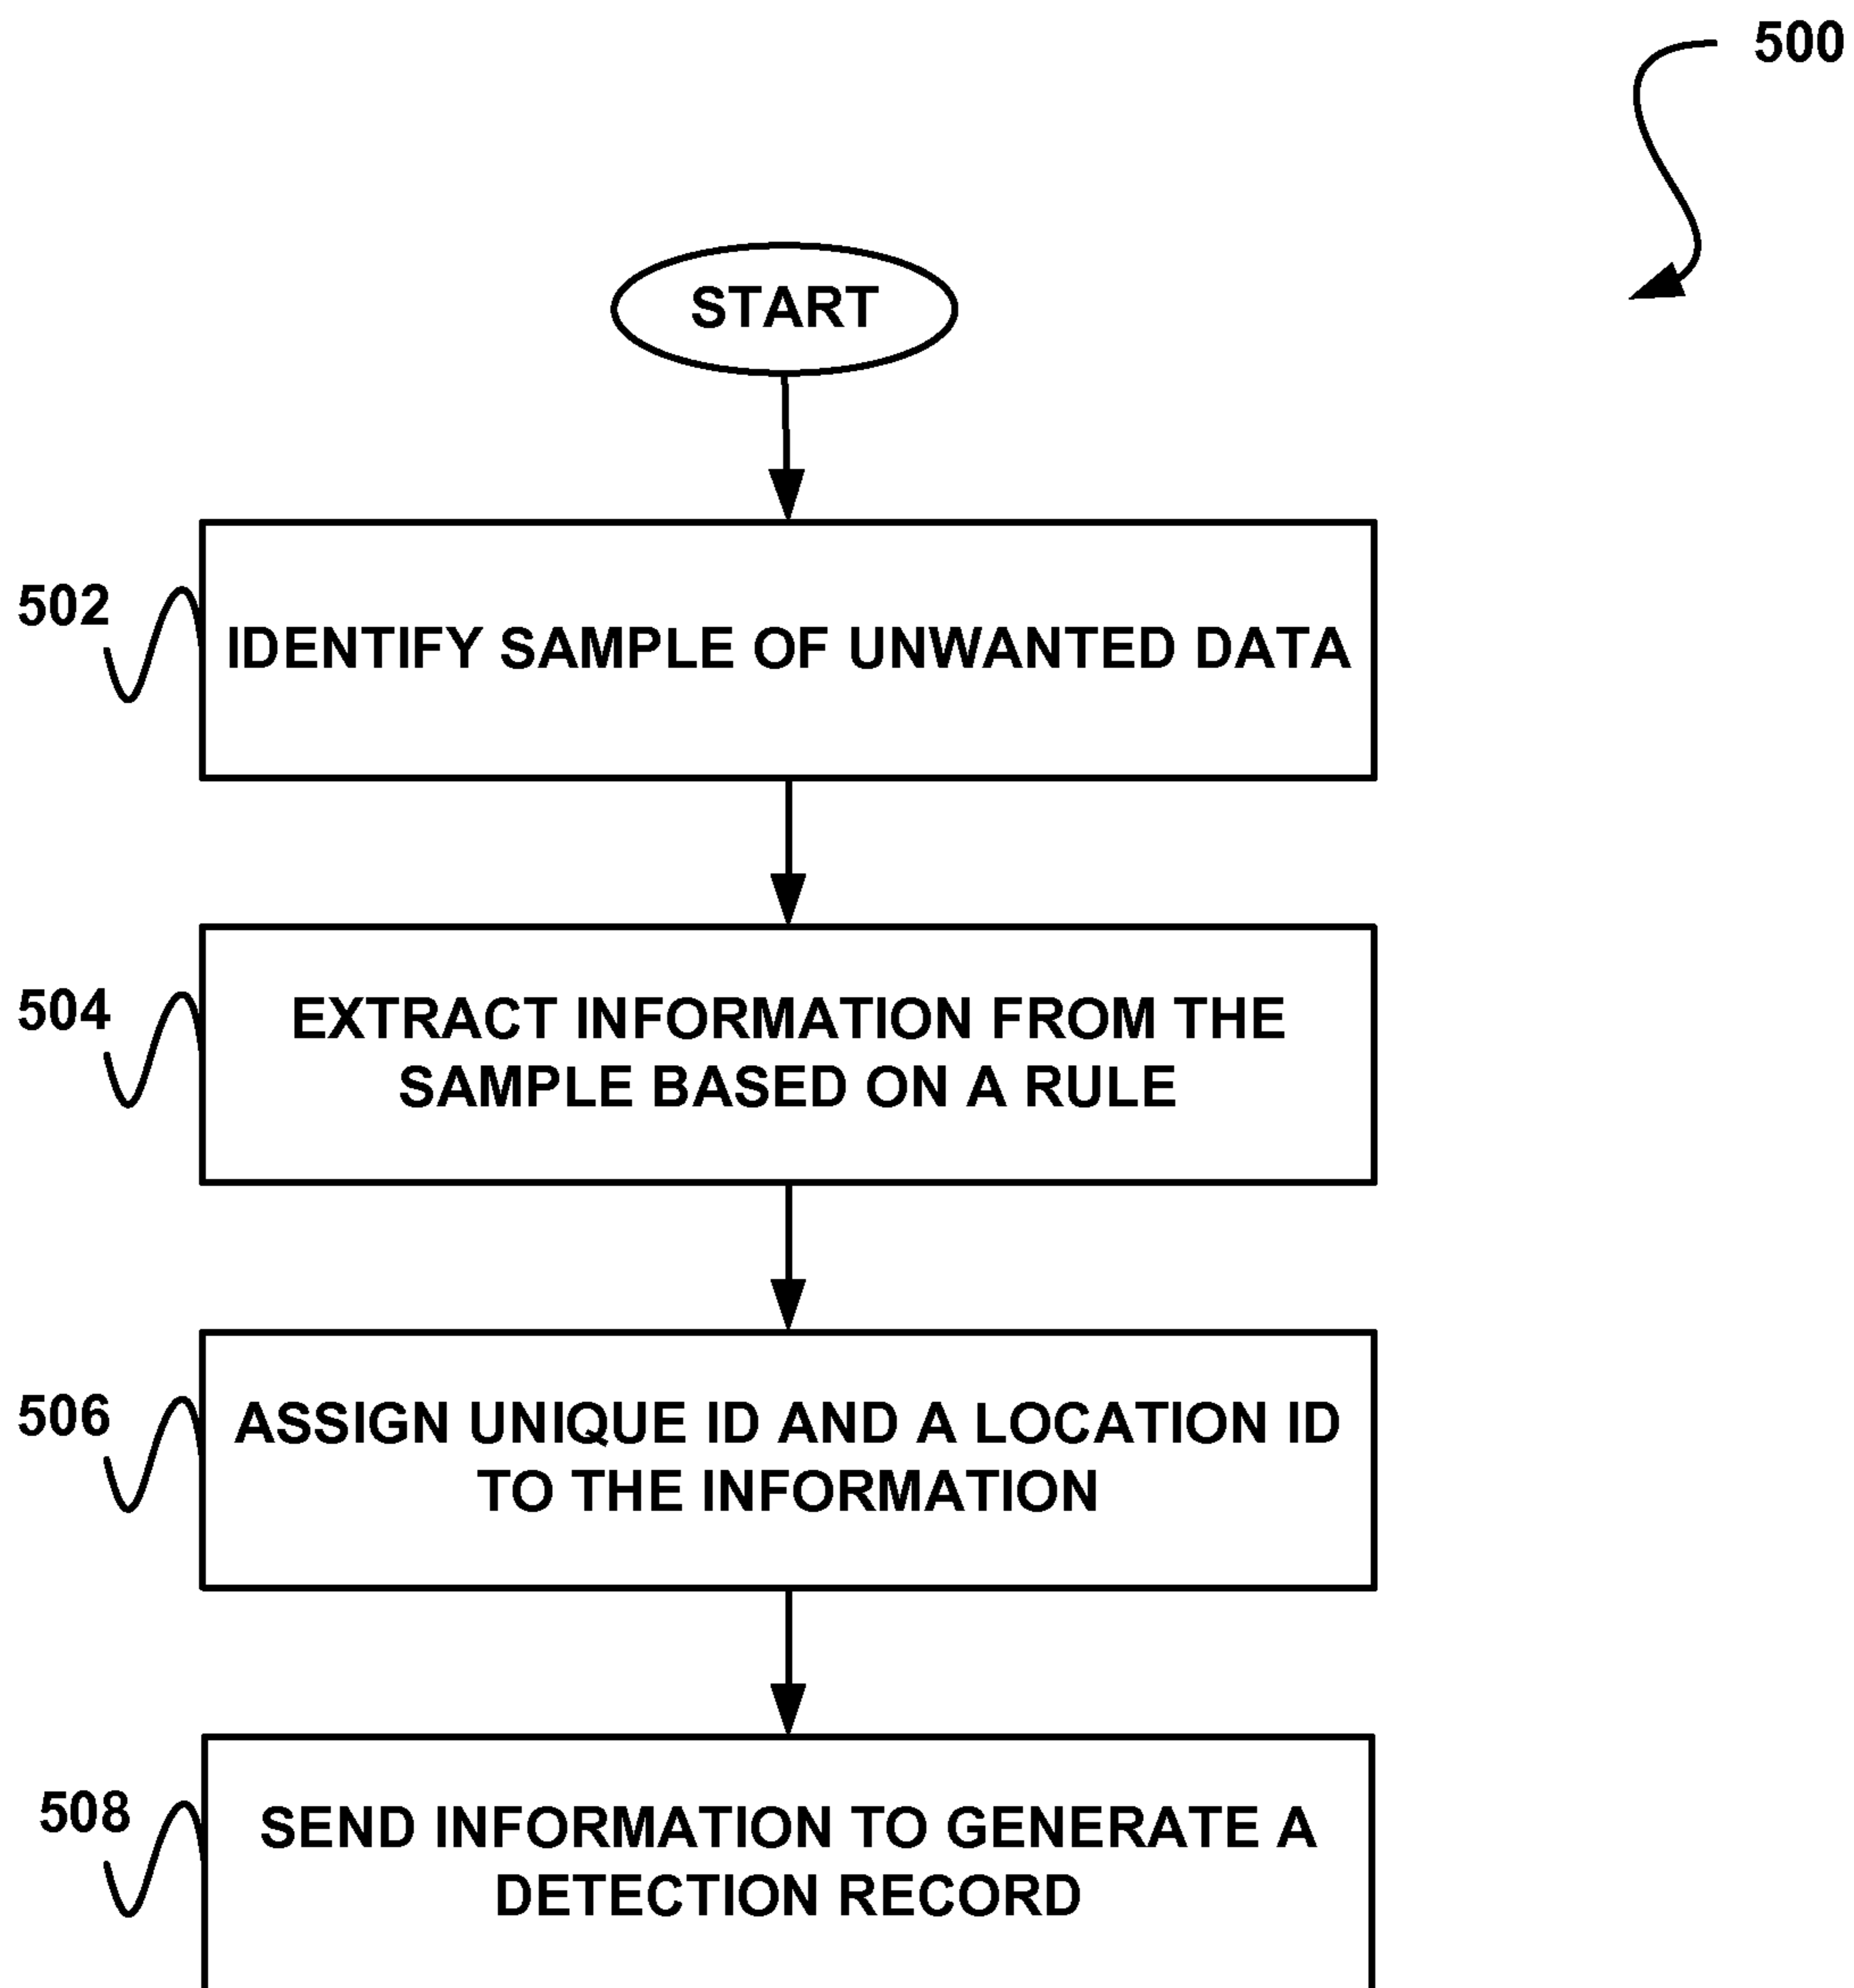 500
START
502
IDENTIFY SAMPLE OF UNWANTED DATA
504
EXTRACT INFORMATION FROM THE
SAMPLE BASED ON A RULE
506
ASSIGN UNIQUE ID AND A LOCATION ID
TO THE INFORMATION
508
SEND INFORMATION TO GENERATE A
DETECTION RECORD